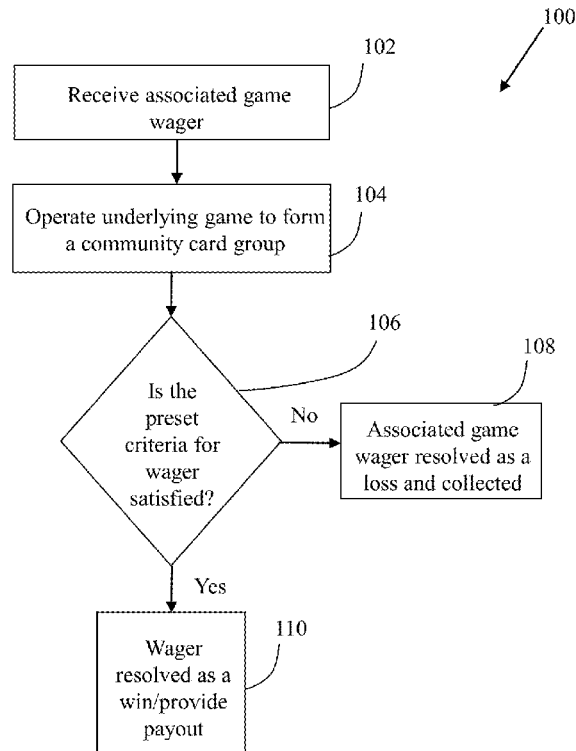 100
102
Receive associated game
wager
104
Operate underlying game to form
a community card group
106
Is the
preset
criteria for
wager
satisfied?
No
108
Associated game
wager resolved as a
loss and collected
Yes
110
Wager
resolved as a
win/provide
payout